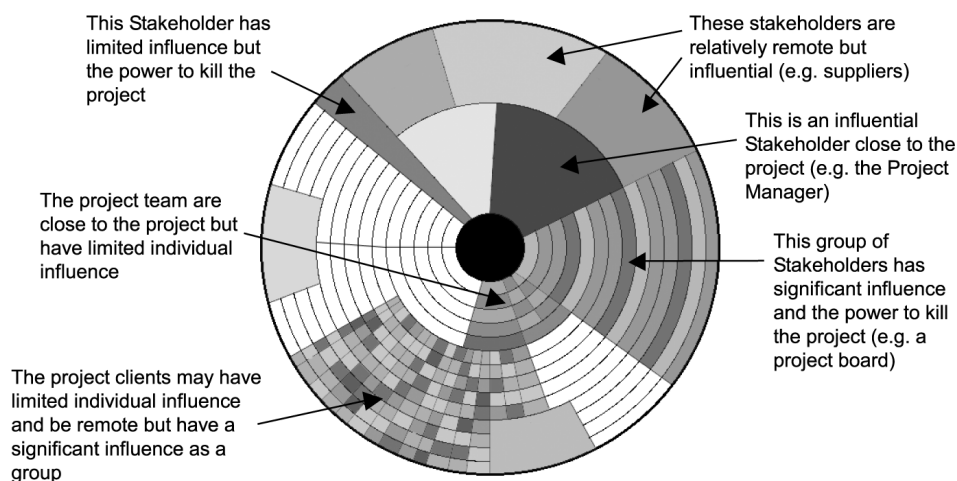 This Stakeholder has
limited influence but
the power to kill the
project
These stakeholders are
relatively remote but
influential (e.g. suppliers)
This is an influential
Stakeholder close to the
project (e.g. the Project
Manager)
The project team are
close to the project but
have limited individual
influence
This group of
Stakeholders has
significant influence
and the power to kill
the project (e.g. a
project board)
The project clients may have
limited individual influence
and be remote but have a
significant influence as a
group